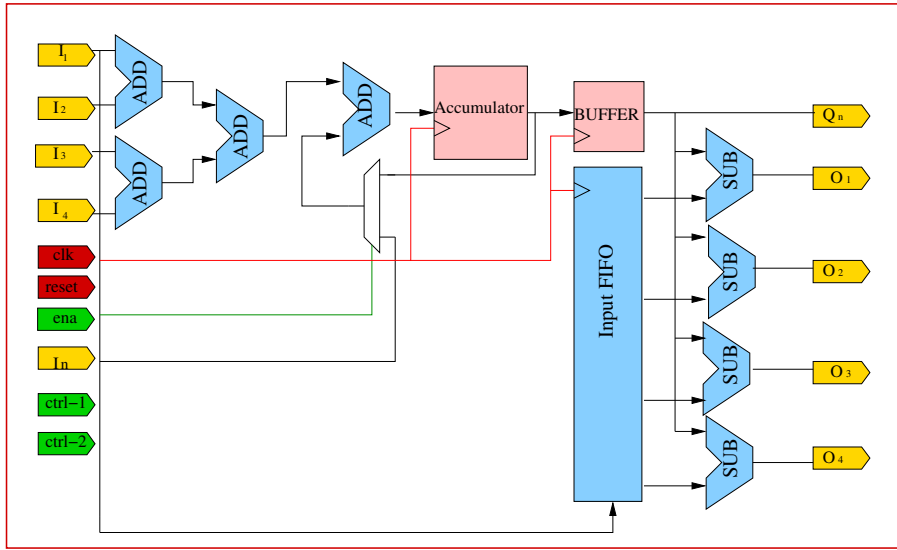 I1
I2
I3
I4
clk
reset
ena
In
ctrl-1
ctrl-2
ADD
ADD
ADD
ADD
Accumulator
BUFFER
Input FIFO
SUB
SUB
SUB
SUB
Qn
O1
O2
O3
O4